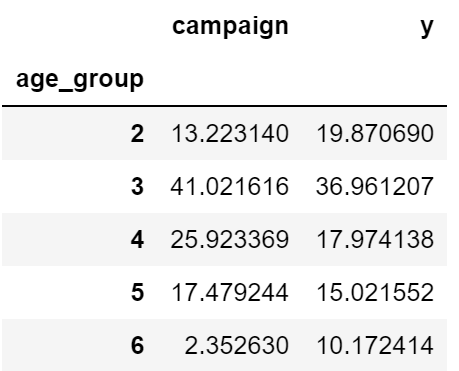 campaign y
age_group
2 13.223140 19.870690
3 41.021616 36.961207
4 25.923369 17.974138
5 17.479244 15.021552
6 2.352630 10.172414